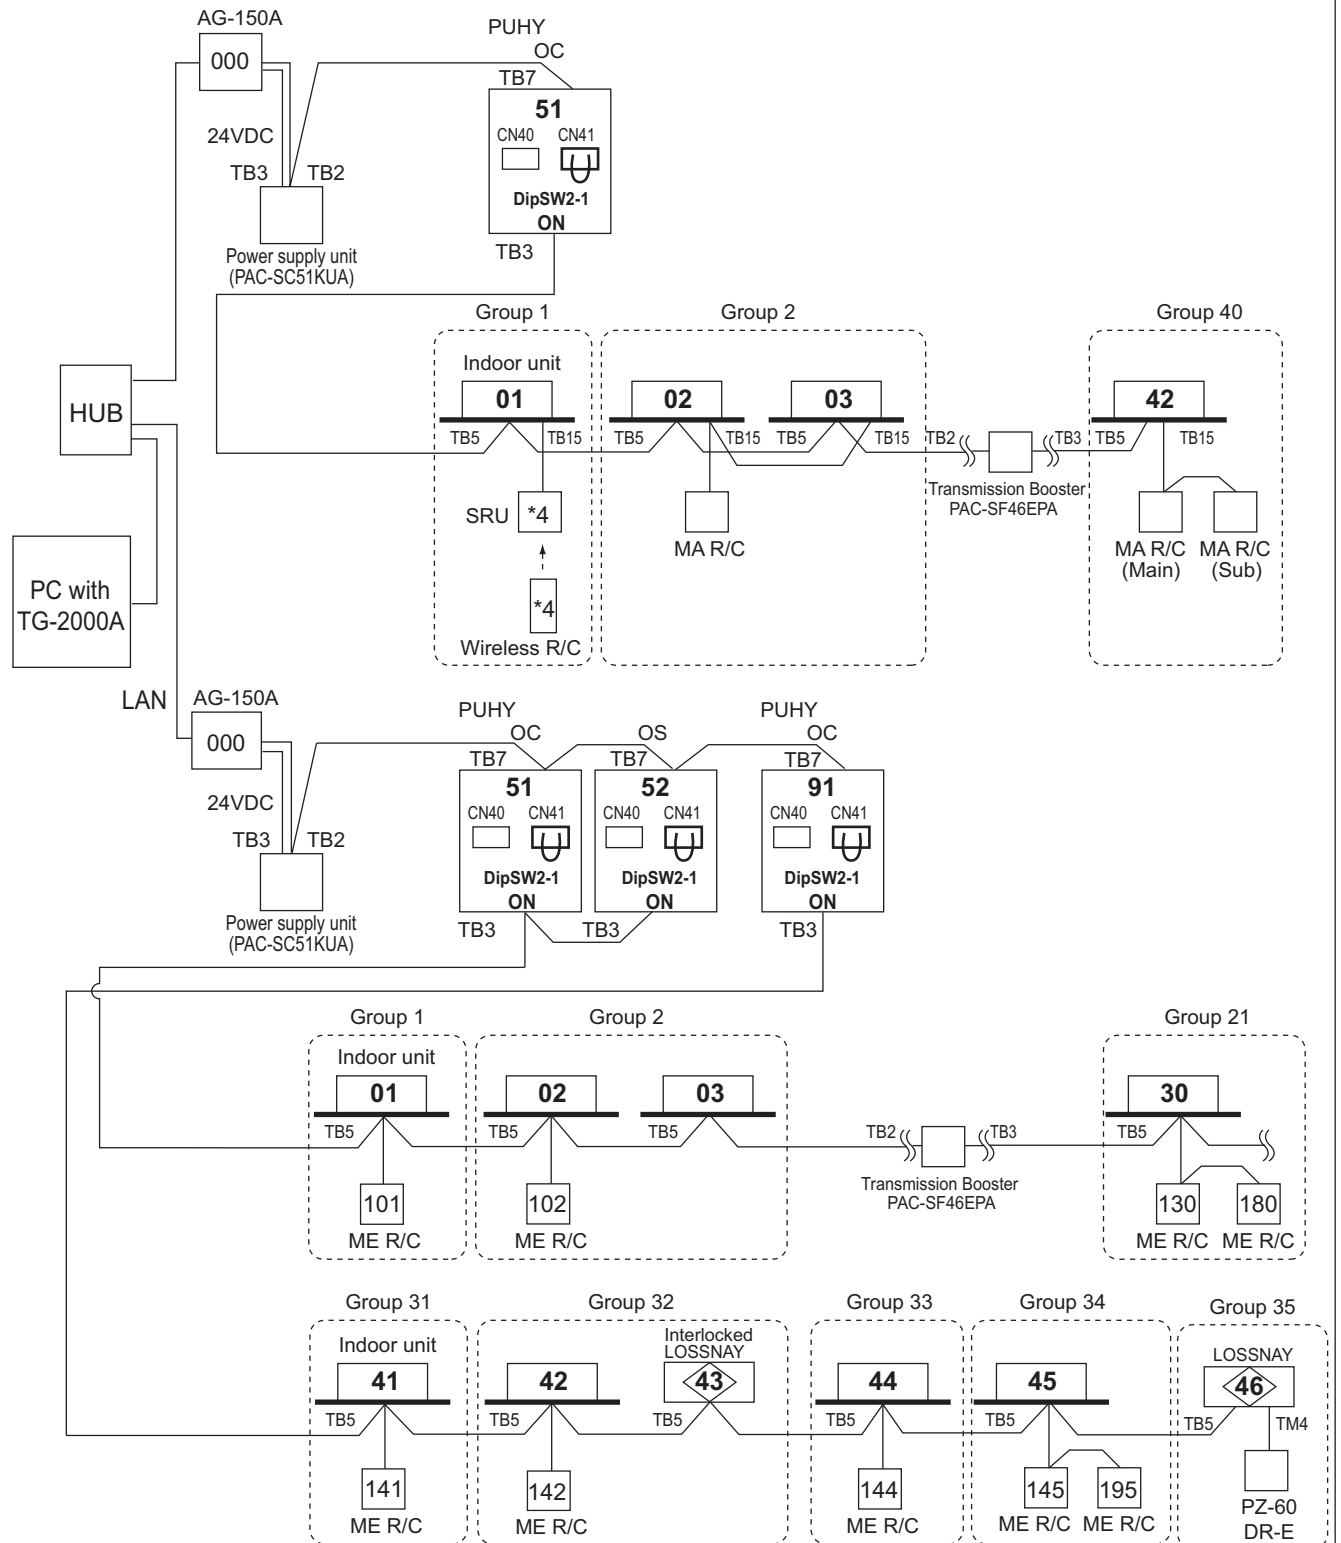 AG-150A
000
PUHY
OC
TB7
51
CN40 CN41
DipSW2-1
ON
TB3
24VDC
TB3 TB2
Power supply unit
(PAC-SC51KUA)
HUB
PC with
TG-2000A
LAN
Group 1
Indoor unit
01
TB5 TB15
SRU *4
*4
Wireless R/C
Group 2
02 03
TB5 TB15 TB5 TB15
MA R/C
TB2 TB3
Transmission Booster
PAC-SF46EPA
Group 40
42
TB5 TB15
MA R/C MA R/C
(Main) (Sub)
AG-150A
000
24VDC
TB3 TB2
Power supply unit
(PAC-SC51KUA)
PUHY PUHY
OC OS OC
TB7 TB7 TB7
51 52 91
CN40 CN41 CN40 CN41 CN40 CN41
DipSW2-1 DipSW2-1 DipSW2-1
ON ON ON
TB3 TB3 TB3
Group 1
Indoor unit
01
TB5
101
ME R/C
Group 2
02 03
TB5 TB5
102
ME R/C
TB2 TB3
Transmission Booster
PAC-SF46EPA
Group 21
30
TB5
130 180
ME R/C ME R/C
Group 31
Indoor unit
41
TB5
141
ME R/C
Group 32
Interlocked
LOSSNAY
42 43
TB5 TB5
142
ME R/C
Group 33
44
TB5
144
ME R/C
Group 34
45
TB5
145 195
ME R/C ME R/C
Group 35
LOSSNAY
46
TB5 TM4
PZ-60
DR-E